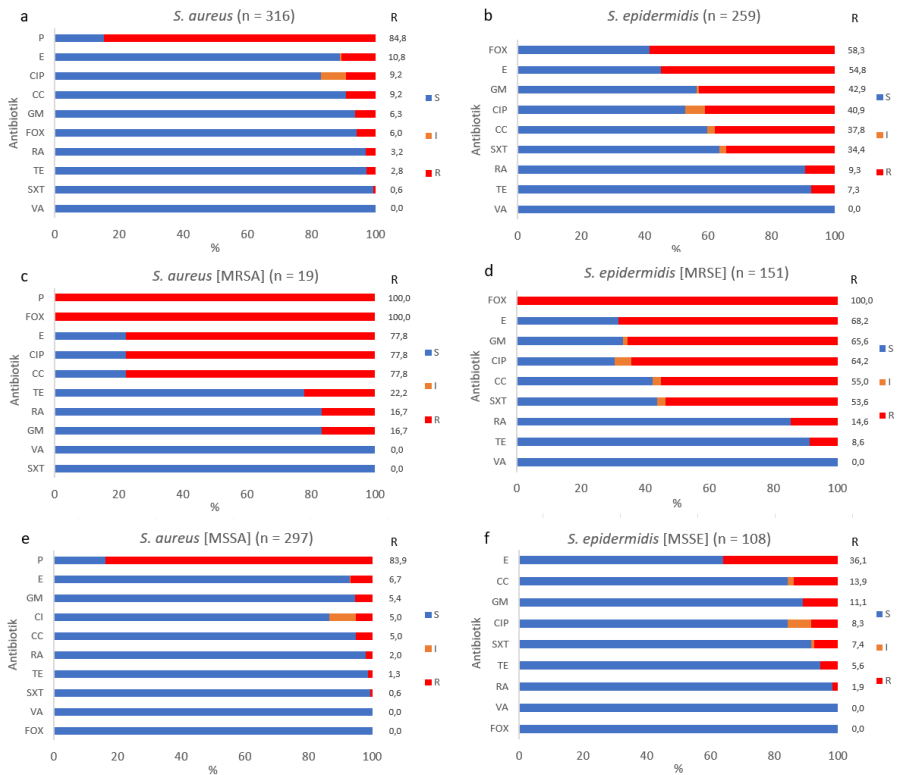 a
S. aureus (n = 316)
R
P 84,8
E 10,8
CIP 9,2
CC 9,2
GM 6,3
FOX 6,0
RA 3,2
TE 2,8
SXT 0,6
VA 0,0
Antibiotik
0 20 40 60 80 100
%
S
I
R
b
S. epidermidis (n = 259)
R
FOX 58,3
E 54,8
GM 42,9
CIP 40,9
CC 37,8
SXT 34,4
RA 9,3
TE 7,3
VA 0,0
Antibiotik
0 20 40 60 80 100
%
S
I
R
c
S. aureus [MRSA] (n = 19)
R
P 100,0
FOX 100,0
E 77,8
CIP 77,8
CC 77,8
TE 22,2
RA 16,7
GM 16,7
VA 0,0
SXT 0,0
Antibiotik
0 20 40 60 80 100
%
S
I
R
d
S. epidermidis [MRSE] (n = 151)
R
FOX 100,0
E 68,2
GM 65,6
CIP 64,2
CC 55,0
SXT 53,6
RA 14,6
TE 8,6
VA 0,0
Antibiotik
0 20 40 60 80 100
%
S
I
R
e
S. aureus [MSSA] (n = 297)
R
P 83,9
E 6,7
GM 5,4
CI 5,0
CC 5,0
RA 2,0
TE 1,3
SXT 0,6
VA 0,0
FOX 0,0
Antibiotik
0 20 40 60 80 100
%
S
I
R
f
S. epidermidis [MSSE] (n = 108)
R
E 36,1
CC 13,9
GM 11,1
CIP 8,3
SXT 7,4
TE 5,6
RA 1,9
VA 0,0
FOX 0,0
Antibiotik
0 20 40 60 80 100
%
S
I
R